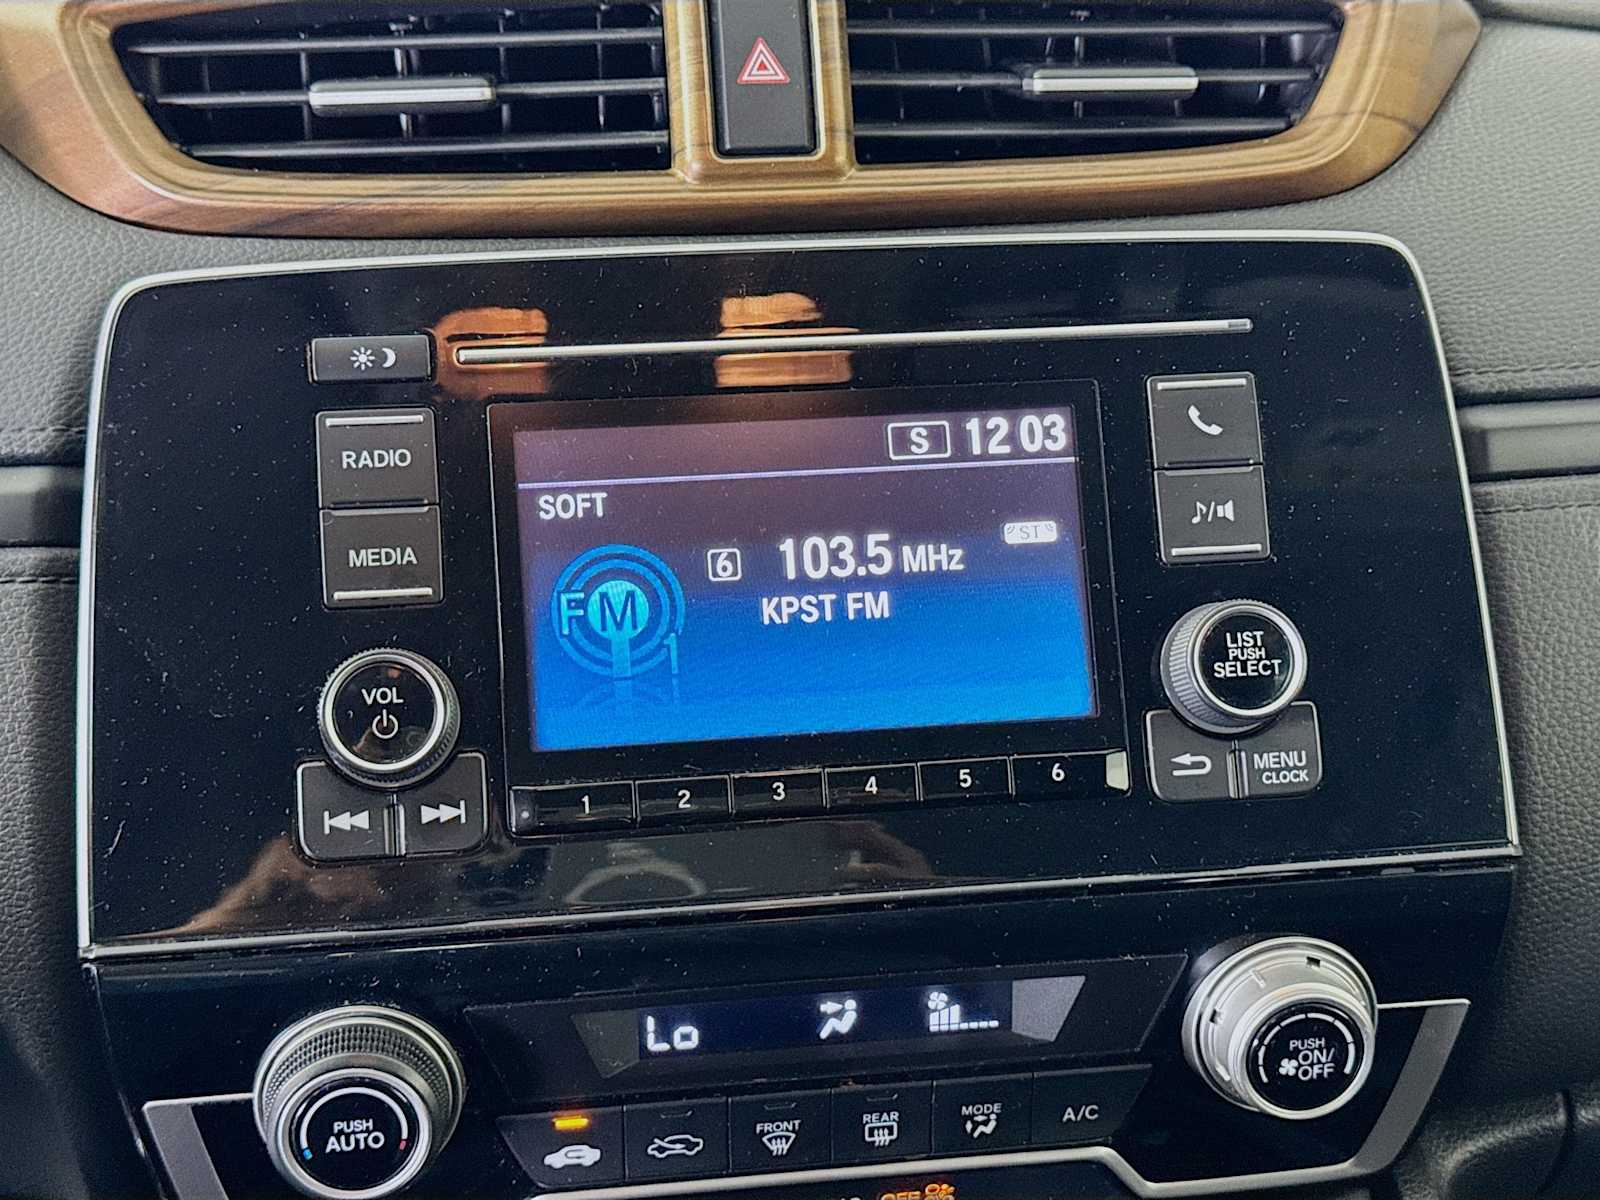 RADIO
MEDIA
VOL
S 12 03
SOFT
ST
6 103.5 MHz
KPST FM
FM
1
LIST
PUSH
SELECT
MENU
CLOCK
1 2 3 4 5 6
Lo
PUSH
AUTO
FRONT
REAR
MODE
A/C
PUSH
ON/
OFF
OFF